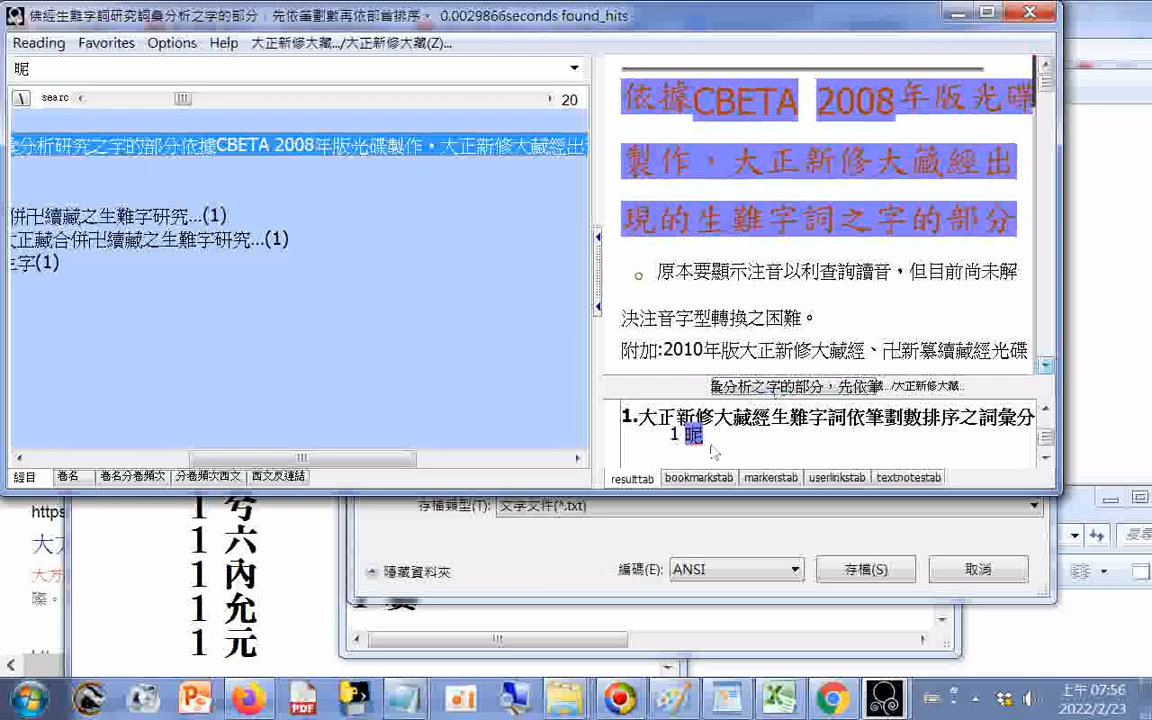 佛經生難字詞研究詞彙分析之字的部分﹔先依筆劃數再依部首排序。 0.0029866seconds found_hits
Reading Favorites Options Help 大正新修大藏.../大正新修大藏(Z)...
昵
searc 20
彙分析研究之字的部分依據CBETA 2008年版光碟製作，大正新修大藏經出
併卍續藏之生難字研究...(1)
大正藏合併卍續藏之生難字研究...(1)
生字(1)
經目 卷名 卷名分卷頻次 分卷頻次西文 西文反連結
依據CBETA 2008年版光碟
製作，大正新修大藏經出
現的生難字詞之字的部分
原本要顯示注音以利查詢讀音，但目前尚未解
決注音字型轉換之困難。
附加:2010年版大正新修大藏經、卍新纂續藏經光碟
彙分析之字的部分，先依筆 ../大正新修大藏..
1.大正新修大藏經生難字詞依筆劃數排序之詞彙分
1 昵
resulttab bookmarkstab markerstab userlinkstab textnotestab
https
存檔類型(T): 文字文件(*.txt)
隱藏資料夾
編碼(E): ANSI 存檔(S) 取消
1 兮
1 六
1 內
1 允
1 元
上午 07:56
2022/2/23